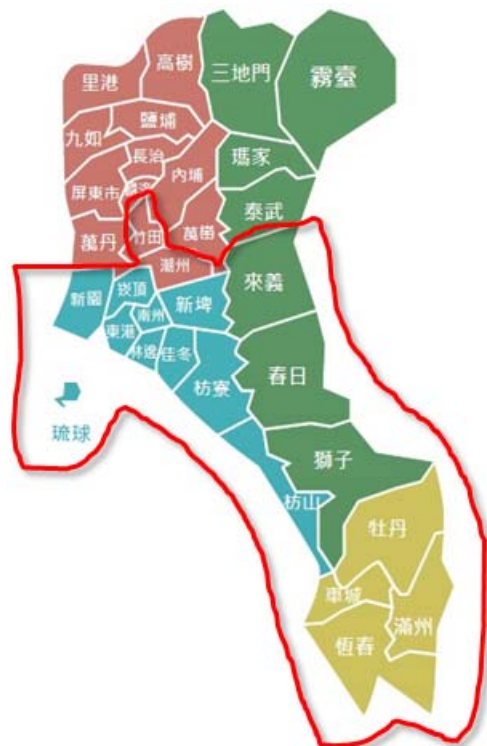 高樹
三地門
霧臺
里港
鹽埔
九如
長治
瑪家
內埔
屏東市
泰武
萬丹
竹田
萬巒
潮州
來義
新園
崁頂
新埤
南州
東港
林邊
佳冬
春日
枋寮
琉球
獅子
枋山
牡丹
車城
滿州
恆春